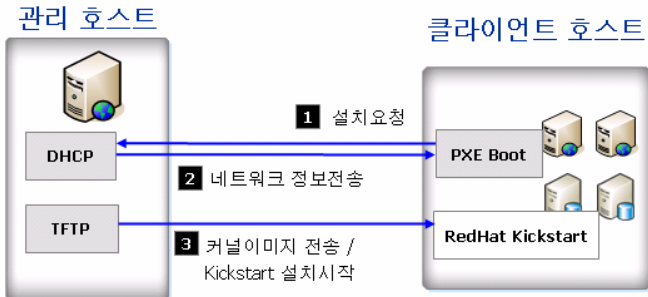 관리 호스트
클라이언트 호스트
1 설치요청
DHCP
PXE Boot
2 네트워크 정보전송
TFTP
RedHat Kickstart
3 커널이미지 전송 /
Kickstart 설치시작